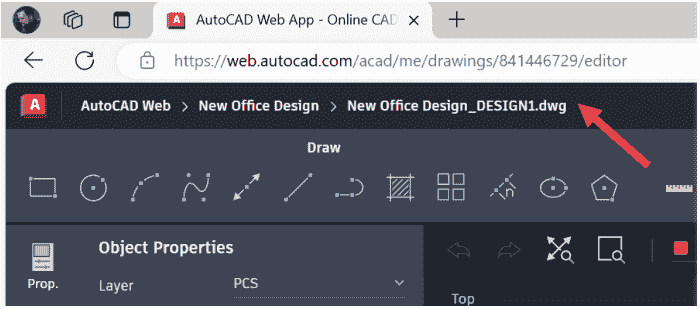 AutoCAD Web App - Online CAD
https://web.autocad.com/acad/me/drawings/841446729/editor
A AutoCAD Web > New Office Design > New Office Design_DESIGN1.dwg
Draw
Object Properties
Prop.
Layer PCS
Top